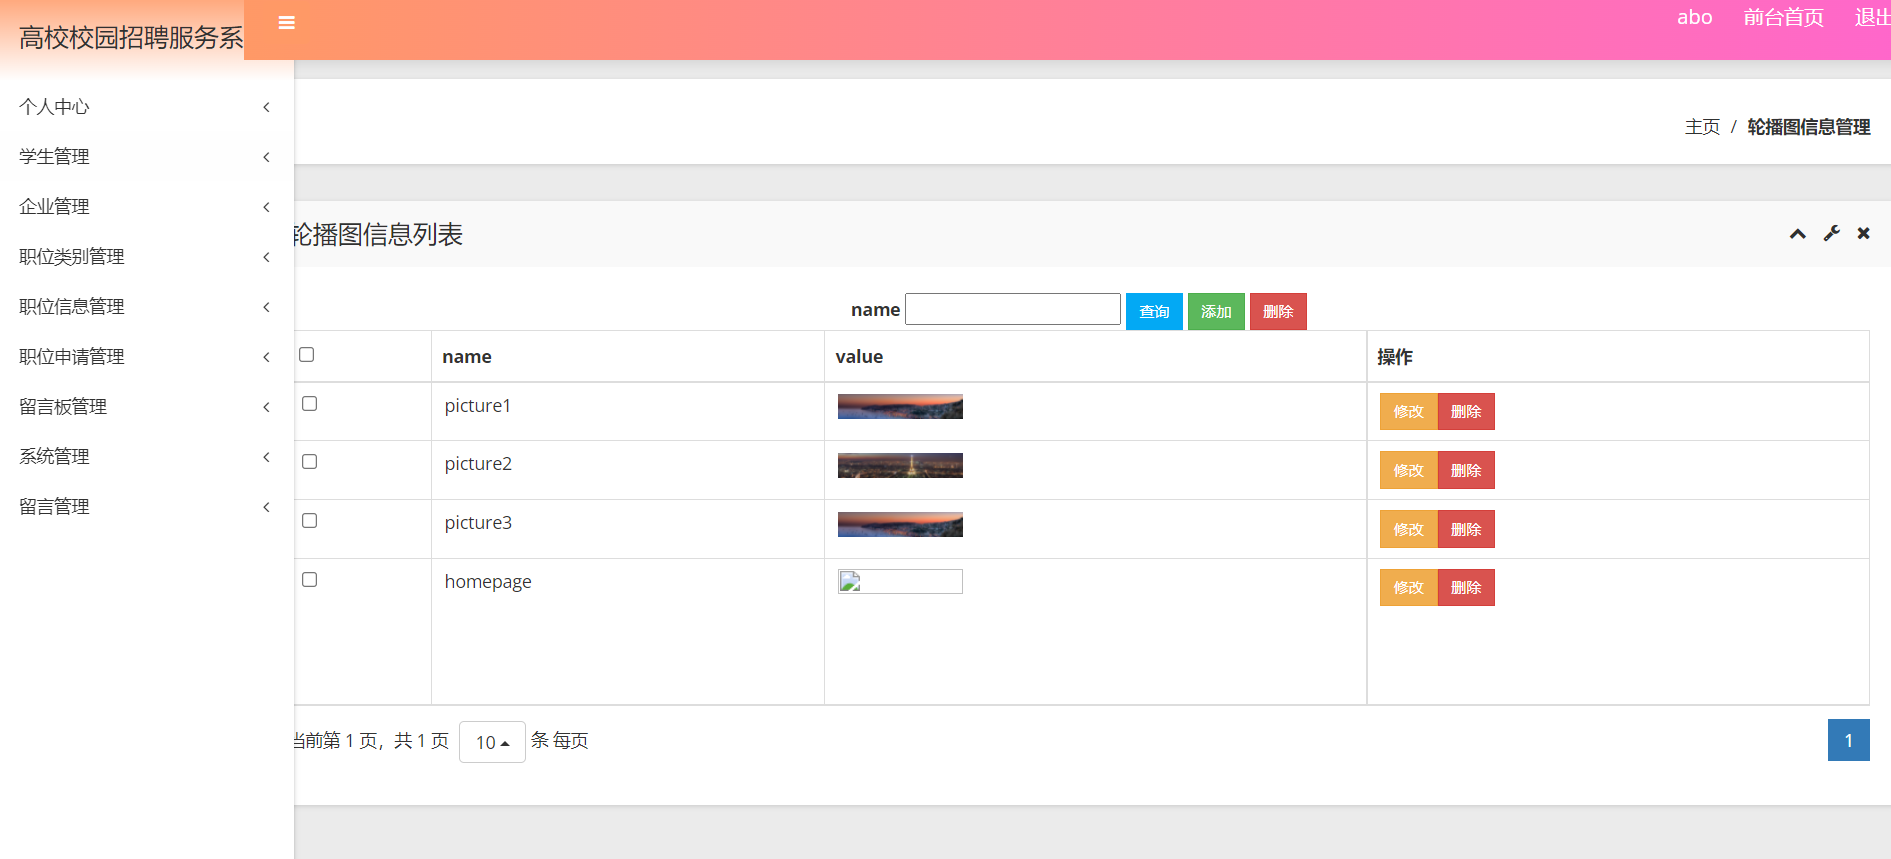 高校校园招聘服务系
abo 前台首页 退出
个人中心
学生管理
企业管理
职位类别管理
职位信息管理
职位申请管理
留言板管理
系统管理
留言管理
主页 / 轮播图信息管理
轮播图信息列表
name 查询 添加 删除
name value 操作
picture1 修改 删除
picture2 修改 删除
picture3 修改 删除
homepage 修改 删除
当前第 1 页，共 1 页 10 条 每页
1